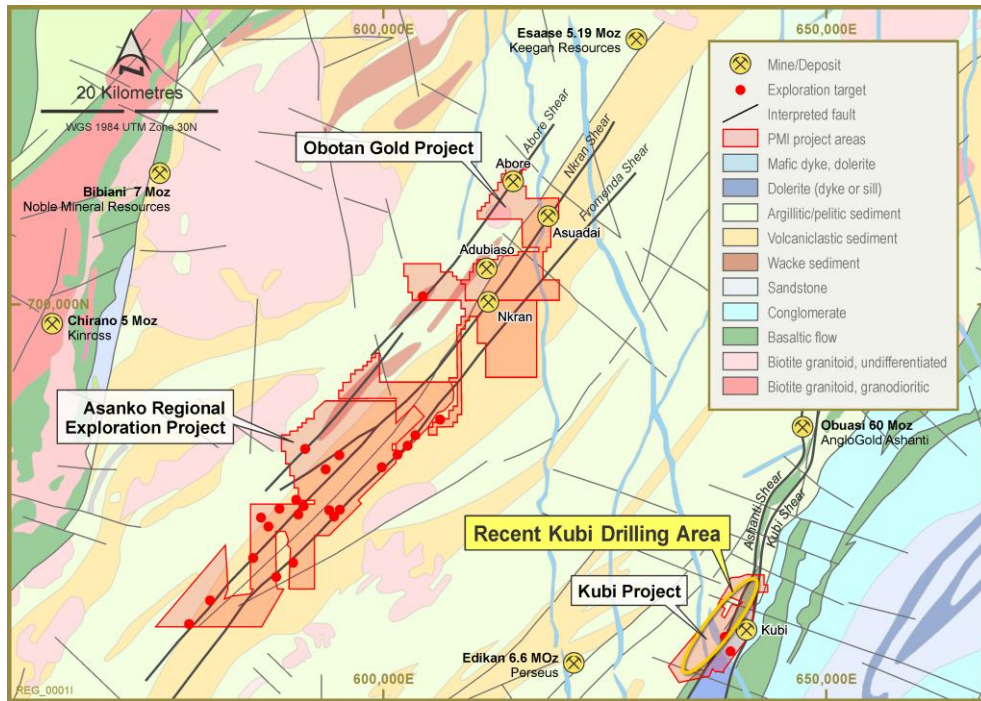 600,000E
650,000E
Esaase 5.19 Moz
Keegan Resources
20 Kilometres
WGS 1984 UTM Zone 30N
Obotan Gold Project
Abore Shear
Nkran Shear
Fromenda Shear
Abore
Asuadai
Adubiaso
Nkran
Bibiani 7 Moz
Noble Mineral Resources
700,000N
Chirano 5 Moz
Kinross
Asanko Regional
Exploration Project
Mine/Deposit
Exploration target
Interpreted fault
PMI project areas
Mafic dyke, dolerite
Dolerite (dyke or sill)
Argillitic/pelitic sediment
Volcaniclastic sediment
Wacke sediment
Sandstone
Conglomerate
Basaltic flow
Biotite granitoid, undifferentiated
Biotite granitoid, granodioritic
Obuasi 60 Moz
AngloGold Ashanti
Ashanti Shear
Kubi Shear
Recent Kubi Drilling Area
Kubi Project
Kubi
Edikan 6.6 MOz
Perseus
REG_0001I
600,000E
650,000E